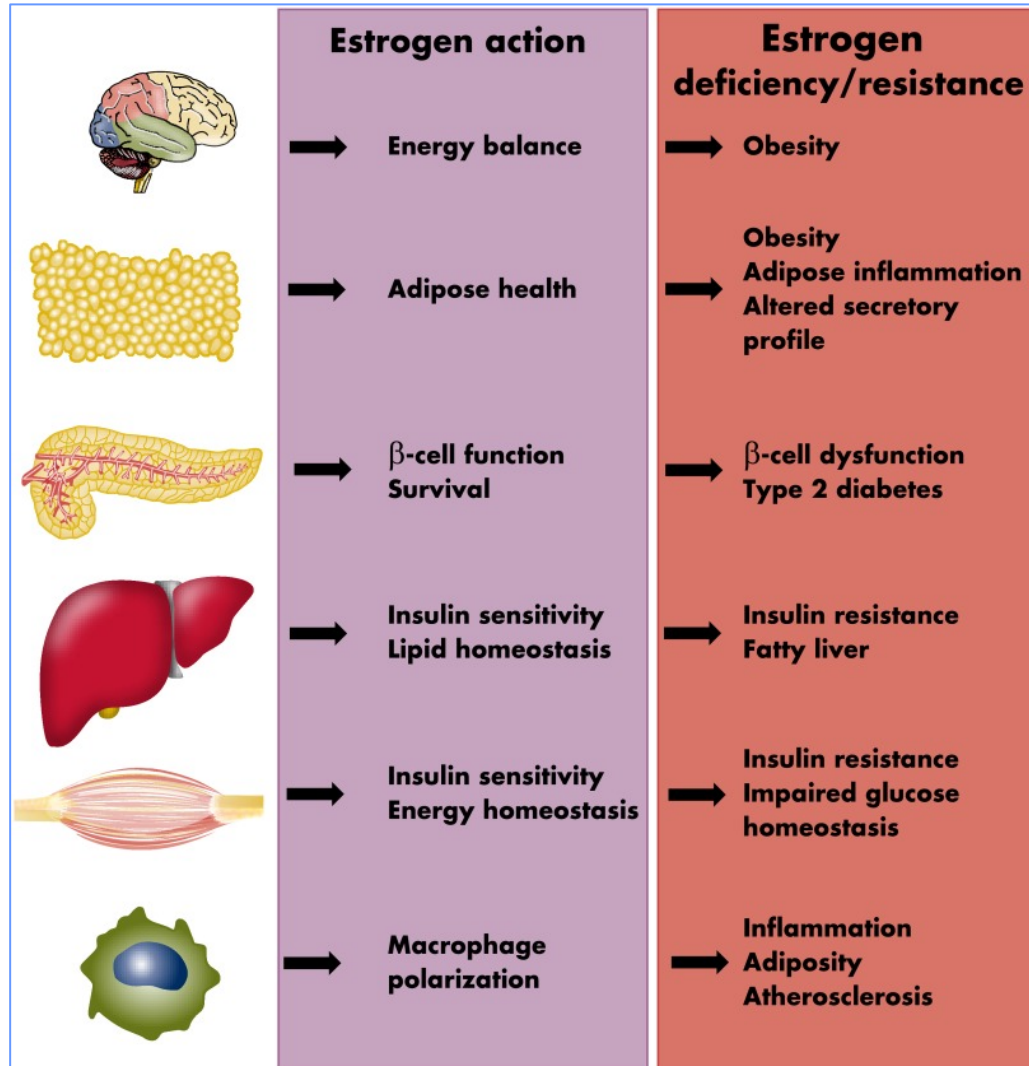 Estrogen action
Estrogen
deficiency/resistance
Energy balance
Obesity
Adipose health
Obesity
Adipose inflammation
Altered secretory
profile
β-cell function
Survival
β-cell dysfunction
Type 2 diabetes
Insulin sensitivity
Lipid homeostasis
Insulin resistance
Fatty liver
Insulin sensitivity
Energy homeostasis
Insulin resistance
Impaired glucose
homeostasis
Macrophage
polarization
Inflammation
Adiposity
Atherosclerosis